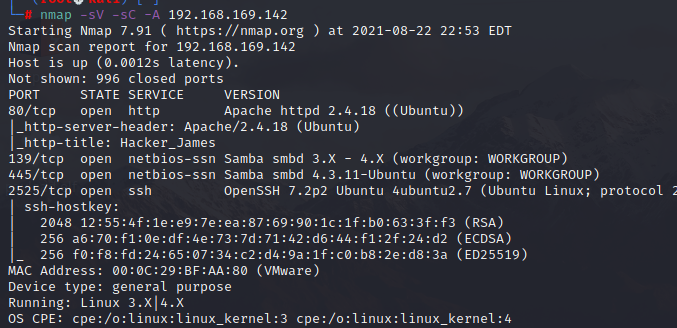 └─# nmap -sV -sC -A 192.168.169.142
Starting Nmap 7.91 ( https://nmap.org ) at 2021-08-22 22:53 EDT
Nmap scan report for 192.168.169.142
Host is up (0.0012s latency).
Not shown: 996 closed ports
PORT     STATE SERVICE     VERSION
80/tcp   open  http        Apache httpd 2.4.18 ((Ubuntu))
|_http-server-header: Apache/2.4.18 (Ubuntu)
|_http-title: Hacker_James
139/tcp  open  netbios-ssn Samba smbd 3.X - 4.X (workgroup: WORKGROUP)
445/tcp  open  netbios-ssn Samba smbd 4.3.11-Ubuntu (workgroup: WORKGROUP)
2525/tcp open  ssh         OpenSSH 7.2p2 Ubuntu 4ubuntu2.7 (Ubuntu Linux; protocol 2
| ssh-hostkey:
|   2048 12:55:4f:1e:e9:7e:ea:87:69:90:1c:1f:b0:63:3f:f3 (RSA)
|   256 a6:70:f1:0e:df:4e:73:7d:71:42:d6:44:f1:2f:24:d2 (ECDSA)
|_  256 f0:f8:fd:24:65:07:34:c2:d4:9a:1f:c0:b8:2e:d8:3a (ED25519)
MAC Address: 00:0C:29:BF:AA:80 (VMware)
Device type: general purpose
Running: Linux 3.X|4.X
OS CPE: cpe:/o:linux:linux_kernel:3 cpe:/o:linux:linux_kernel:4